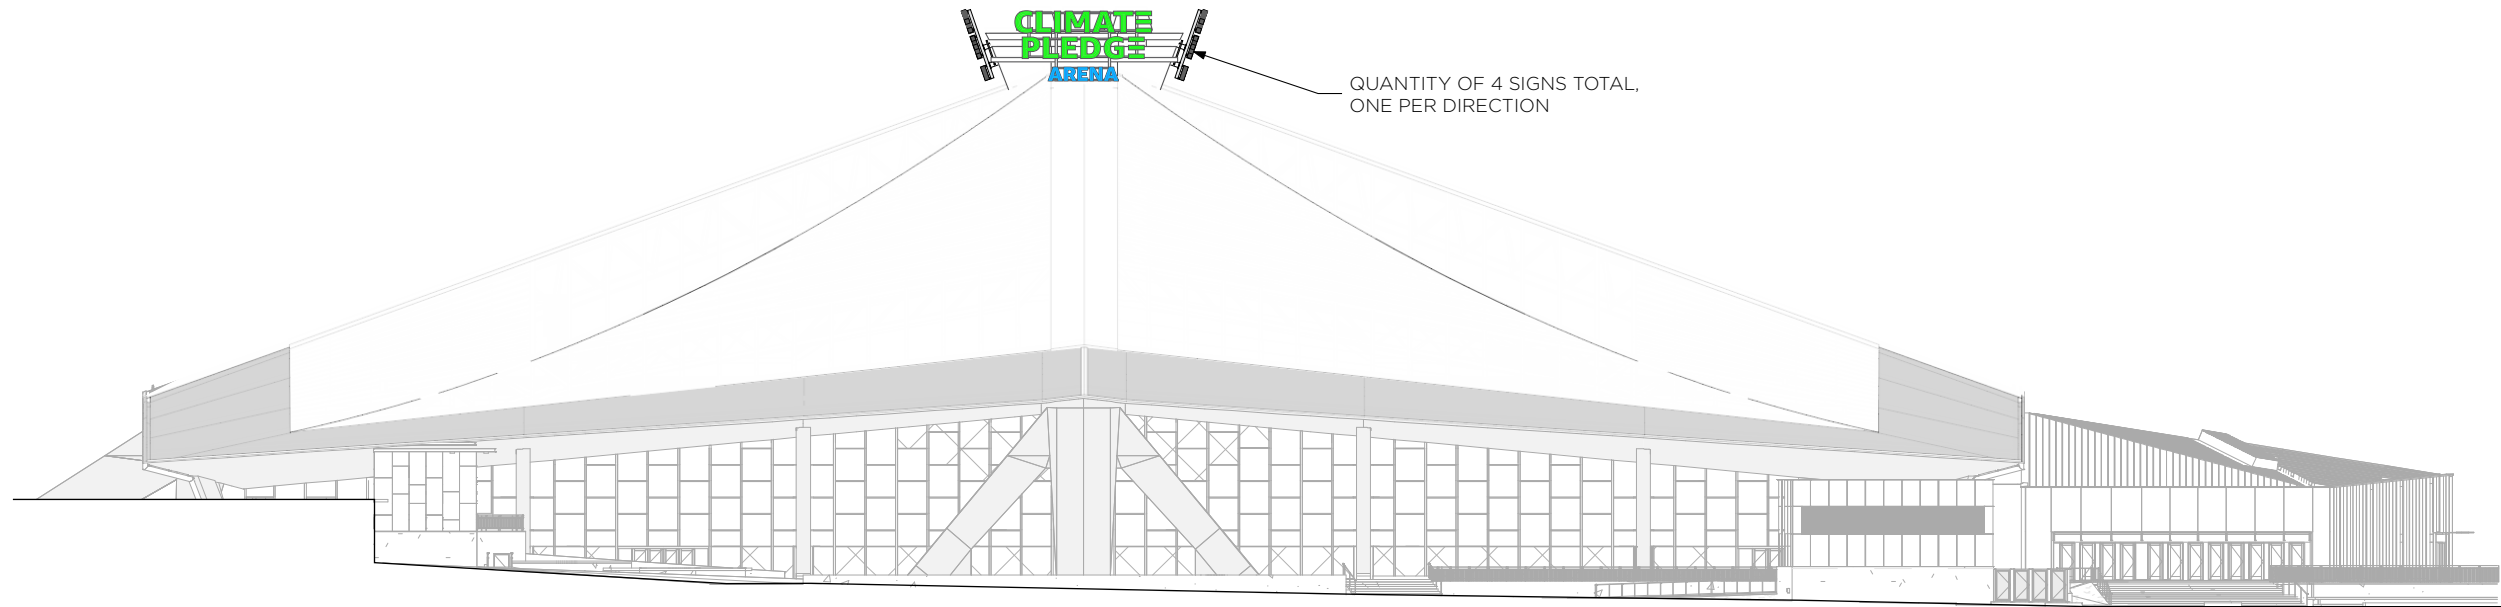 CLIMATE
PLEDGE
ARENA
QUANTITY OF 4 SIGNS TOTAL,
ONE PER DIRECTION